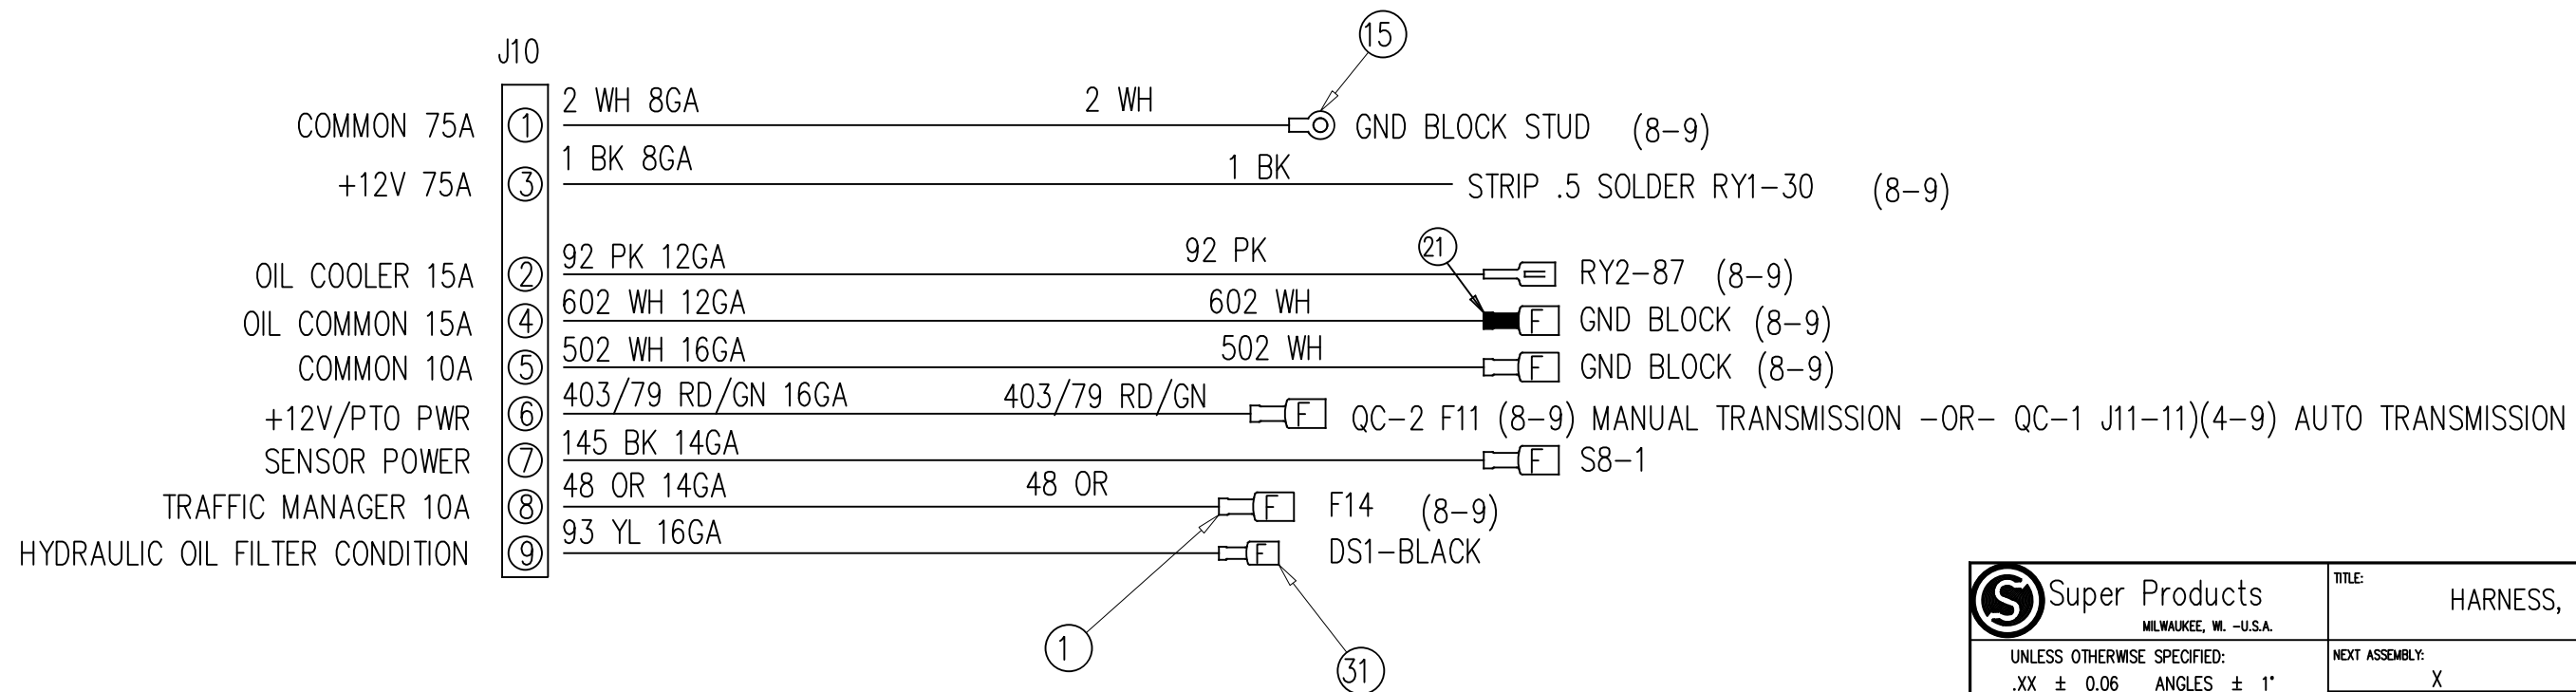 15
J10
2 WH 8GA 2 WH
COMMON 75A 1 GND BLOCK STUD (8-9)
1 BK 8GA 1 BK
+12V 75A 3 STRIP .5 SOLDER RY1-30 (8-9)
92 PK 12GA 92 PK 21
OIL COOLER 15A 2 RY2-87 (8-9)
602 WH 12GA 602 WH
OIL COMMON 15A 4 F GND BLOCK (8-9)
502 WH 16GA 502 WH
COMMON 10A 5 F GND BLOCK (8-9)
403/79 RD/GN 16GA 403/79 RD/GN
+12V/PTO PWR 6 F QC-2 F11 (8-9) MANUAL TRANSMISSION -OR- QC-1 J11-11)(4-9) AUTO TRANSMISSION
145 BK 14GA
SENSOR POWER 7 F S8-1
48 OR 14GA 48 OR
TRAFFIC MANAGER 10A 8 F F14 (8-9)
93 YL 16GA
HYDRAULIC OIL FILTER CONDITION 9 F DS1-BLACK
1
31
S Super Products
MILWAUKEE, WI. -U.S.A.
TITLE:
HARNESS,
UNLESS OTHERWISE SPECIFIED:
.XX ± 0.06 ANGLES ± 1°
NEXT ASSEMBLY:
X